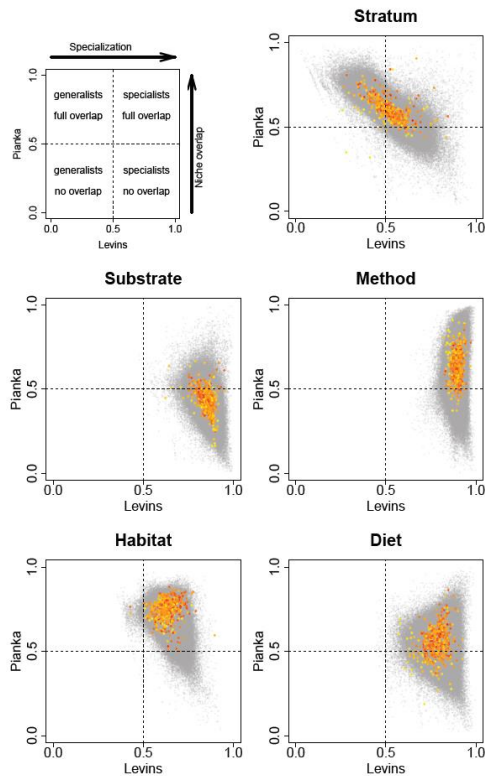 Specialization
generalists
full overlap
specialists
full overlap
generalists
no overlap
specialists
no overlap
Niche overlap
Pianka
0.0
0.5
1.0
0.0
0.5
1.0
Levins
Stratum
Pianka
0.0
0.5
1.0
0.0
0.5
1.0
Levins
Substrate
Pianka
0.0
0.5
1.0
0.0
0.5
1.0
Levins
Method
Pianka
0.0
0.5
1.0
0.0
0.5
1.0
Levins
Habitat
Pianka
0.0
0.5
1.0
0.0
0.5
1.0
Levins
Diet
Pianka
0.0
0.5
1.0
0.0
0.5
1.0
Levins